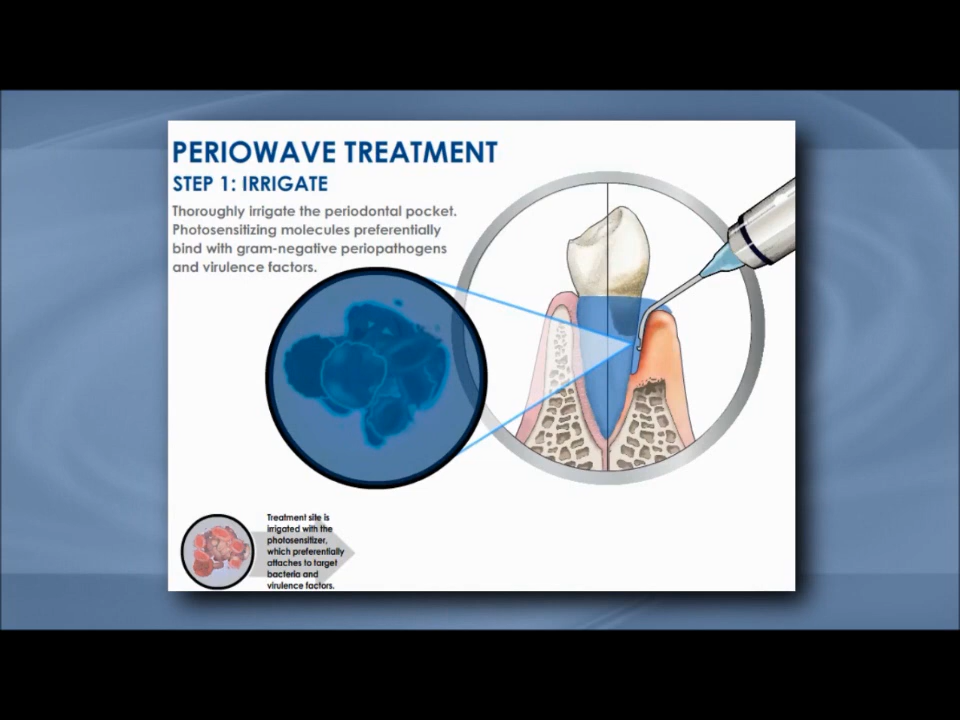 PERIOWAVE TREATMENT
STEP 1: IRRIGATE
Thoroughly irrigate the periodontal pocket.
Photosensitizing molecules preferentially
bind with gram-negative periopathogens
and virulence factors.
Treatment site is
irrigated with the
photosensitizer,
which preferentially
attaches to target
bacteria and
virulence factors.